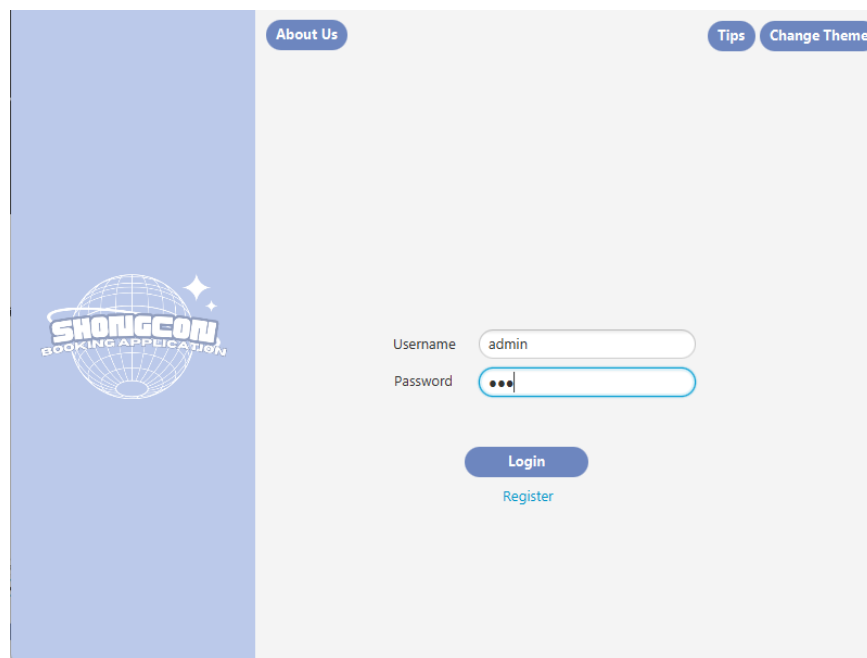 About Us
Tips
Change Theme
SHONGCON
BOOKING APPLICATION
Username
admin
Password
●●●
Login
Register